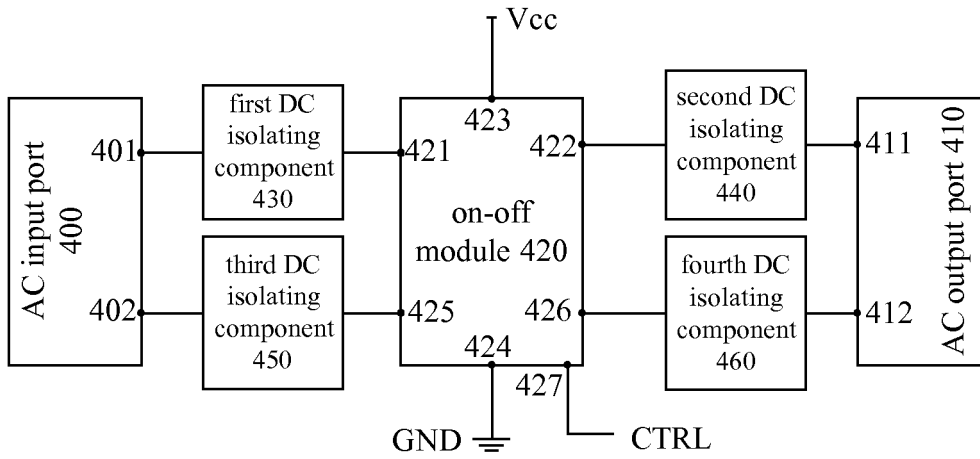 Vcc
AC input port
400
401
402
first DC
isolating
component
430
third DC
isolating
component
450
423
421
422
on-off
module 420
425
426
424
427
GND
CTRL
second DC
isolating
component
440
fourth DC
isolating
component
460
411
412
AC output port 410